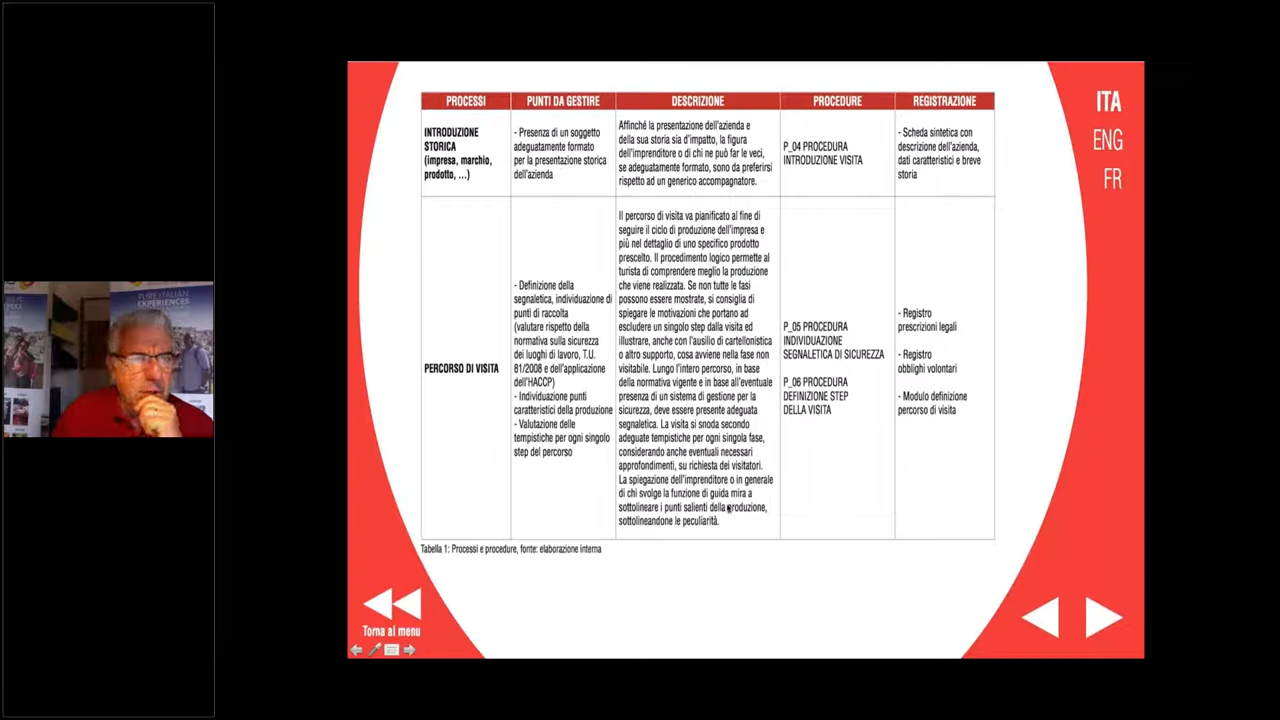 PROCESSI
PUNTI DA GESTIRE
DESCRIZIONE
PROCEDURE
REGISTRAZIONE
INTRODUZIONE
STORICA
(impresa, marchio,
prodotto, ...)
- Presenza di un soggetto
adeguatamente formato
per la presentazione storica
dell'azienda
Affinché la presentazione dell'azienda e
della sua storia sia d'impatto, la figura
dell'imprenditore o di chi ne può far le veci,
se adeguatamente formato, sono da preferirsi
rispetto ad un generico accompagnatore.
P_04 PROCEDURA
INTRODUZIONE VISITA
- Scheda sintetica con
descrizione dell'azienda,
dati caratteristici e breve
storia
PERCORSO DI VISITA
- Definizione della
segnaletica, individuazione di
punti di raccolta
(valutare rispetto della
normativa sulla sicurezza
dei luoghi di lavoro, T.U.
81/2008 e dell'applicazione
dell'HACCP)
- Individuazione punti
caratteristici della produzione
- Valutazione delle
tempistiche per ogni singolo
step del percorso
Il percorso di visita va pianificato al fine di
seguire il ciclo di produzione dell'impresa e
più nel dettaglio di uno specifico prodotto
prescelto. Il procedimento logico permette al
turista di comprendere meglio la produzione
che viene realizzata. Se non tutte le fasi
possono essere mostrate, si consiglia di
spiegare le motivazioni che portano ad
escludere un singolo step dalla visita ed
illustrare, anche con l'ausilio di cartellonistica
o altro supporto, cosa avviene nella fase non
visitabile. Lungo l'intero percorso, in base
della normativa vigente e in base all'eventuale
presenza di un sistema di gestione per la
sicurezza, deve essere presente adeguata
segnaletica. La visita si snoda secondo
adeguate tempistiche per ogni singola fase,
considerando anche eventuali necessari
approfondimenti, su richiesta dei visitatori.
La spiegazione dell'imprenditore o in generale
di chi svolge la funzione di guida mira a
sottolineare i punti salienti della produzione,
sottolineandone le peculiarità.
P_05 PROCEDURA
INDIVIDUAZIONE
SEGNALETICA DI SICUREZZA
P_06 PROCEDURA
DEFINIZIONE STEP
DELLA VISITA
- Registro
prescrizioni legali
- Registro
obblighi volontari
- Modulo definizione
percorso di visita
Tabella 1: Processi e procedure, fonte: elaborazione interna
ITA
ENG
FR
Torna al menu
PURE ITALIAN
EXPERIENCES